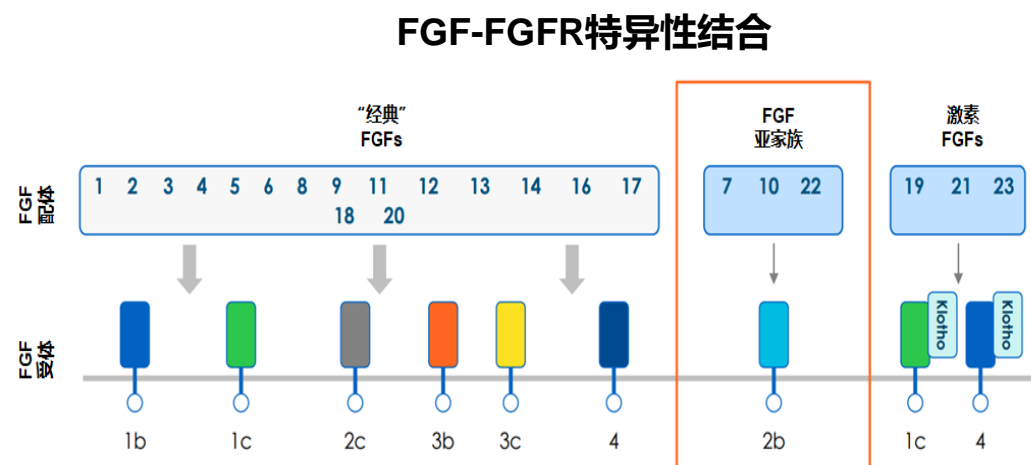 FGF-FGFR特异性结合
“经典”
FGFs
FGF
亚家族
激素
FGFs
FGF
配体
1 2 3 4 5 6 8 9 11 12 13 14 16 17
18 20
7 10 22
19 21 23
FGF
受体
Klotho
Klotho
1b 1c 2c 3b 3c 4 2b 1c 4